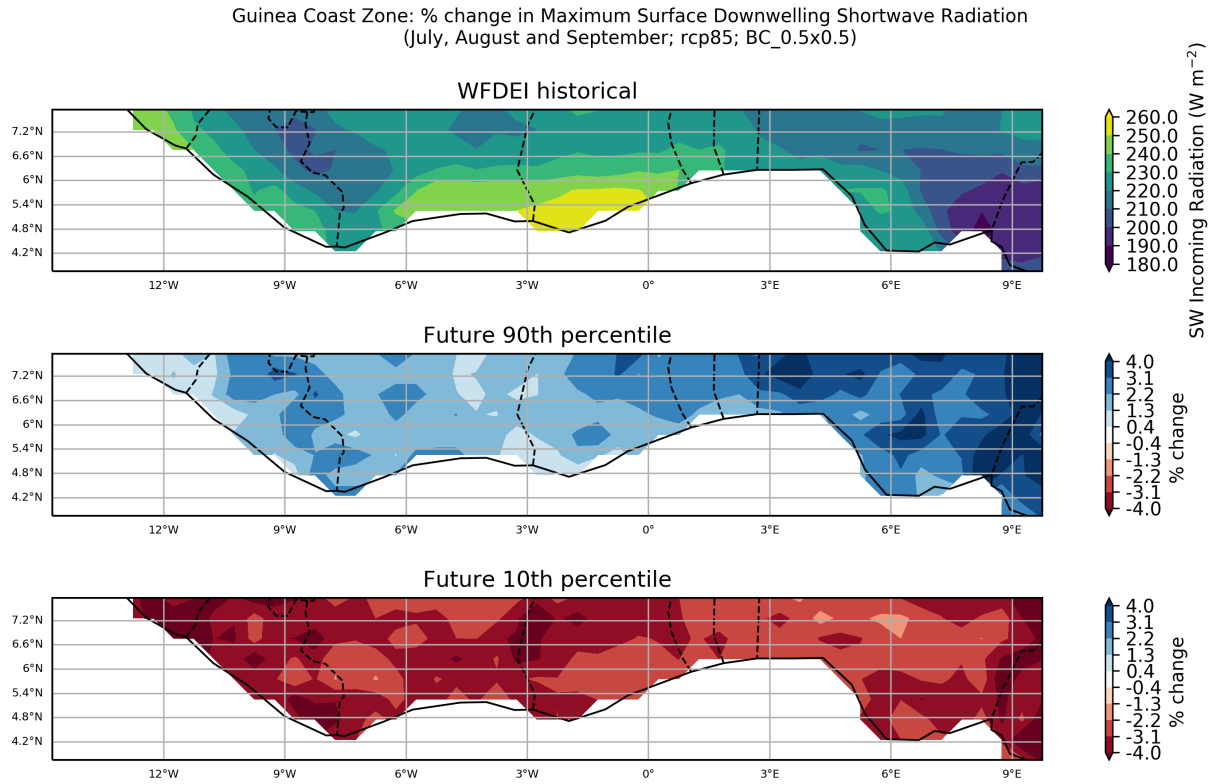 Guinea Coast Zone: % change in Maximum Surface Downwelling Shortwave Radiation
(July, August and September; rcp85; BC_0.5x0.5)
WFDEI historical
7.2°N
6.6°N
6°N
5.4°N
4.8°N
4.2°N
12°W 9°W 6°W 3°W 0° 3°E 6°E 9°E
260.0
250.0
240.0
230.0
220.0
210.0
200.0
190.0
180.0
SW Incoming Radiation (W m⁻²)
Future 90th percentile
7.2°N
6.6°N
6°N
5.4°N
4.8°N
4.2°N
12°W 9°W 6°W 3°W 0° 3°E 6°E 9°E
4.0
3.1
2.2
1.3
0.4
-0.4
-1.3
-2.2
-3.1
-4.0
% change
Future 10th percentile
7.2°N
6.6°N
6°N
5.4°N
4.8°N
4.2°N
12°W 9°W 6°W 3°W 0° 3°E 6°E 9°E
4.0
3.1
2.2
1.3
0.4
-0.4
-1.3
-2.2
-3.1
-4.0
% change